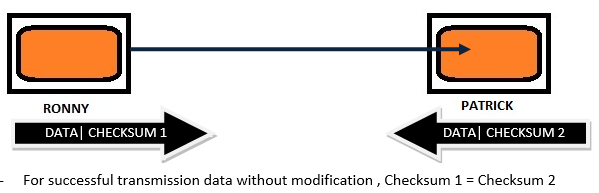 RONNY
PATRICK
DATA| CHECKSUM 1
DATA| CHECKSUM 2
- For successful transmission data without modification , Checksum 1 = Checksum 2